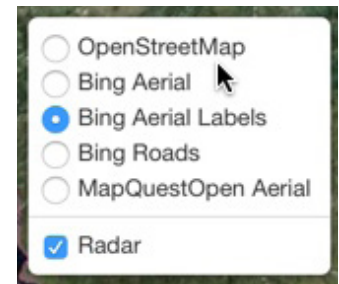 OpenStreetMap
Bing Aerial
Bing Aerial Labels
Bing Roads
MapQuestOpen Aerial
Radar